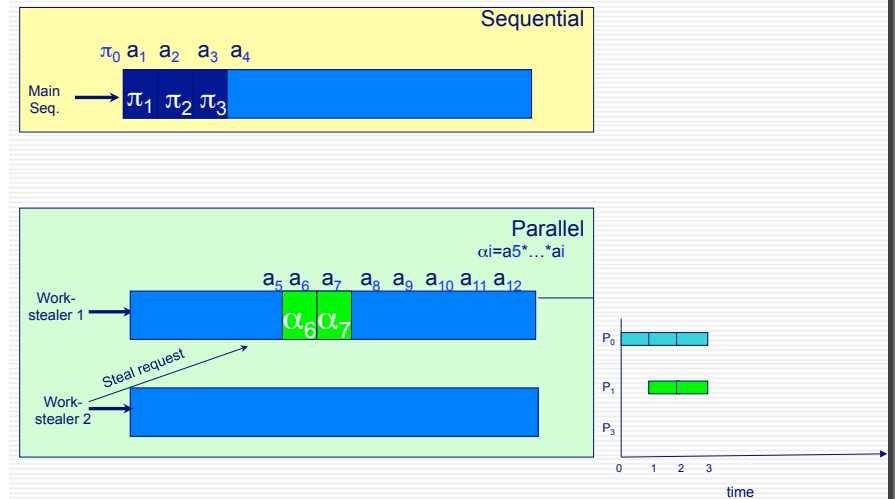 Sequential
π₀ a₁ a₂ a₃ a₄
Main
Seq.
π₁ π₂ π₃
Parallel
αi=a5*…*ai
a₅ a₆ a₇ a₈ a₉ a₁₀ a₁₁ a₁₂
Work-
stealer 1
α₆ α₇
Steal request
Work-
stealer 2
P₀
P₁
P₃
0 1 2 3
time